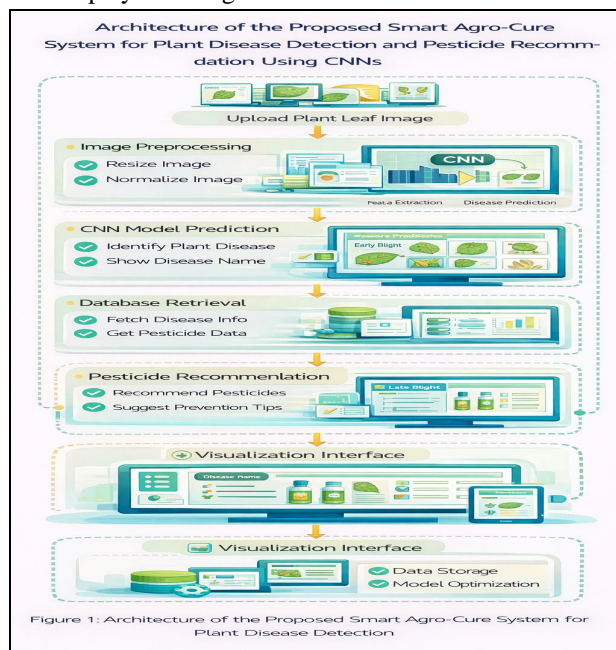 Architecture of the Proposed Smart Agro-Cure
System for Plant Disease Detection and Pesticide Recomm-
dation Using CNNs
Upload Plant Leaf Image
Image Preprocessing
Resize Image
Normalize Image
CNN
Disease Prediction
CNN Model Prediction
Identify Plant Disease
Show Disease Name
Early Blight
Database Retrieval
Fetch Disease Info
Get Pesticide Data
Pesticide Recommenlation
Recommend Pesticides
Suggest Prevention Tips
Late Blight
Visualization Interface
Disease Name
Visualization Interface
Data Storage
Model Optimization
Figure 1: Architecture of the Proposed Smart Agro-Cure System for
Plant Disease Detection